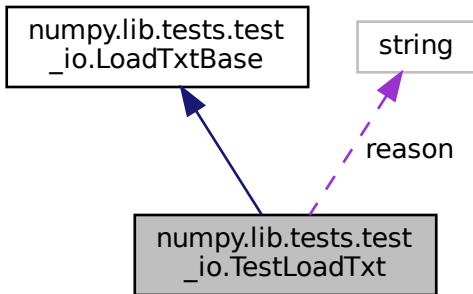 numpy.lib.tests.test
_io.LoadTxtBase
string
reason
numpy.lib.tests.test
_io.TestLoadTxt